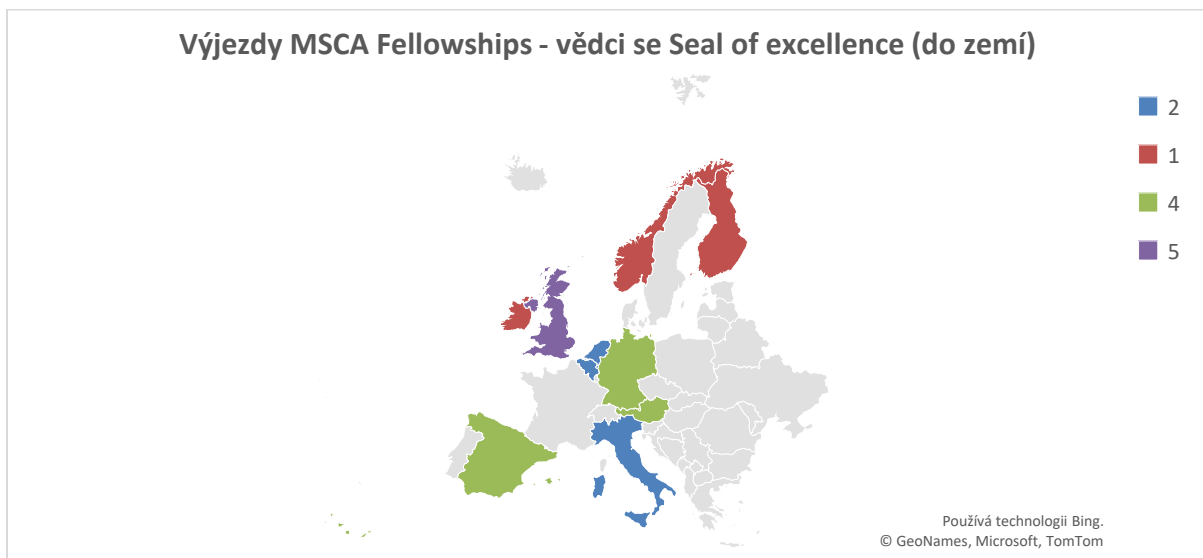 Výjezdy MSCA Fellowships - vědci se Seal of excellence (do zemí)
2
1
4
5
Používá technologii Bing.
© GeoNames, Microsoft, TomTom